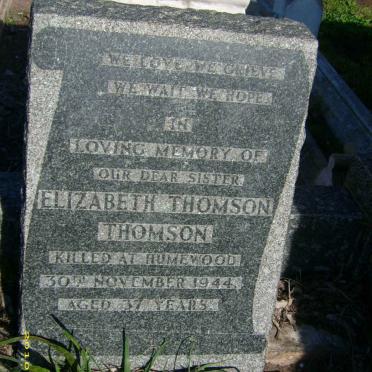 WE LOVE, WE GRIEVE
WE WAIT, WE HOPE.
IN
LOVING MEMORY OF
OUR DEAR SISTER
ELIZABETH THOMSON
THOMSON
KILLED AT HUMEWOOD
30TH NOVEMBER 1944
AGED 37 YEARS.